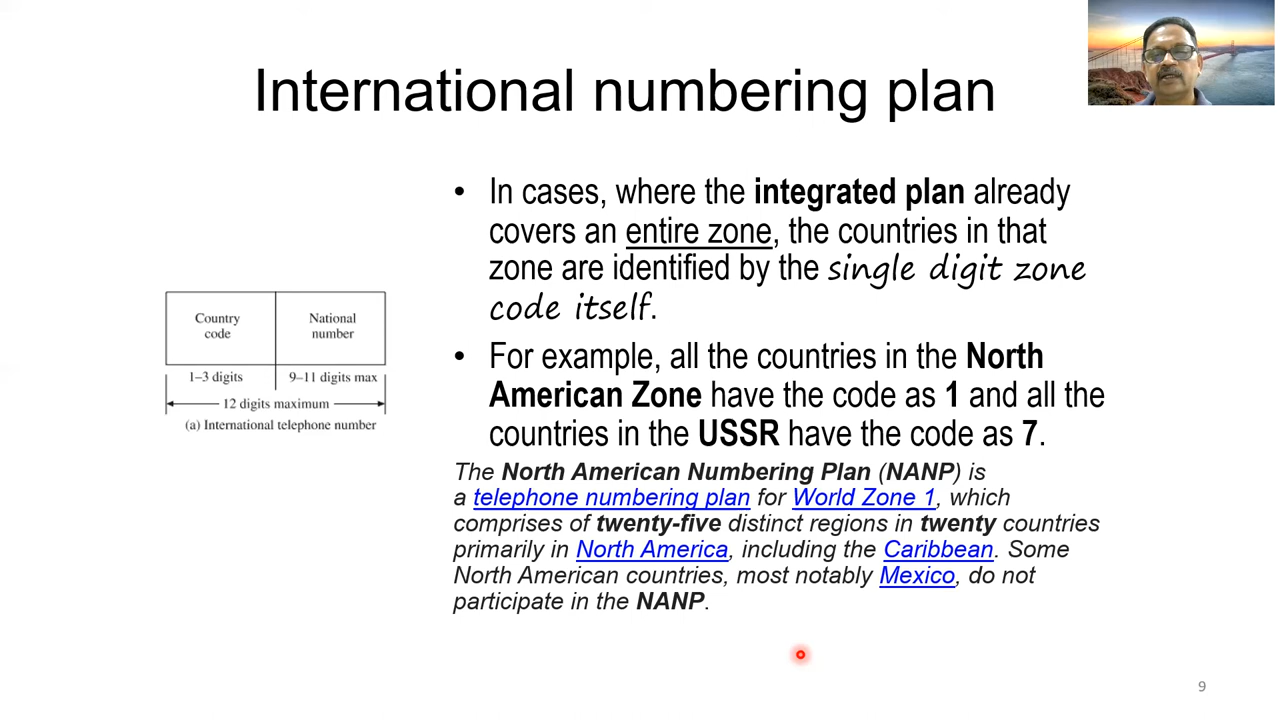 International numbering plan
• In cases, where the integrated plan already
covers an entire zone, the countries in that
zone are identified by the single digit zone
code itself.
• For example, all the countries in the North
American Zone have the code as 1 and all the
countries in the USSR have the code as 7.
The North American Numbering Plan (NANP) is
a telephone numbering plan for World Zone 1, which
comprises of twenty-five distinct regions in twenty countries
primarily in North America, including the Caribbean. Some
North American countries, most notably Mexico, do not
participate in the NANP.
Country
code
National
number
1–3 digits
9–11 digits max
12 digits maximum
(a) International telephone number
9